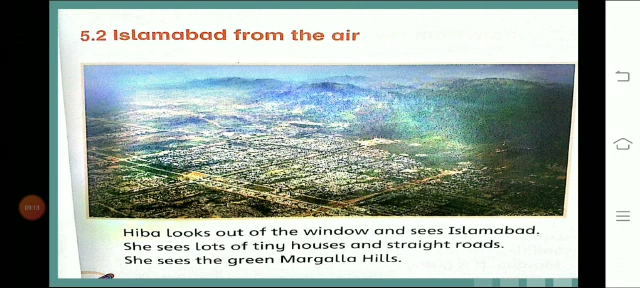 5.2 Islamabad from the air
Hiba looks out of the window and sees Islamabad.
She sees lots of tiny houses and straight roads.
She sees the green Margalla Hills.